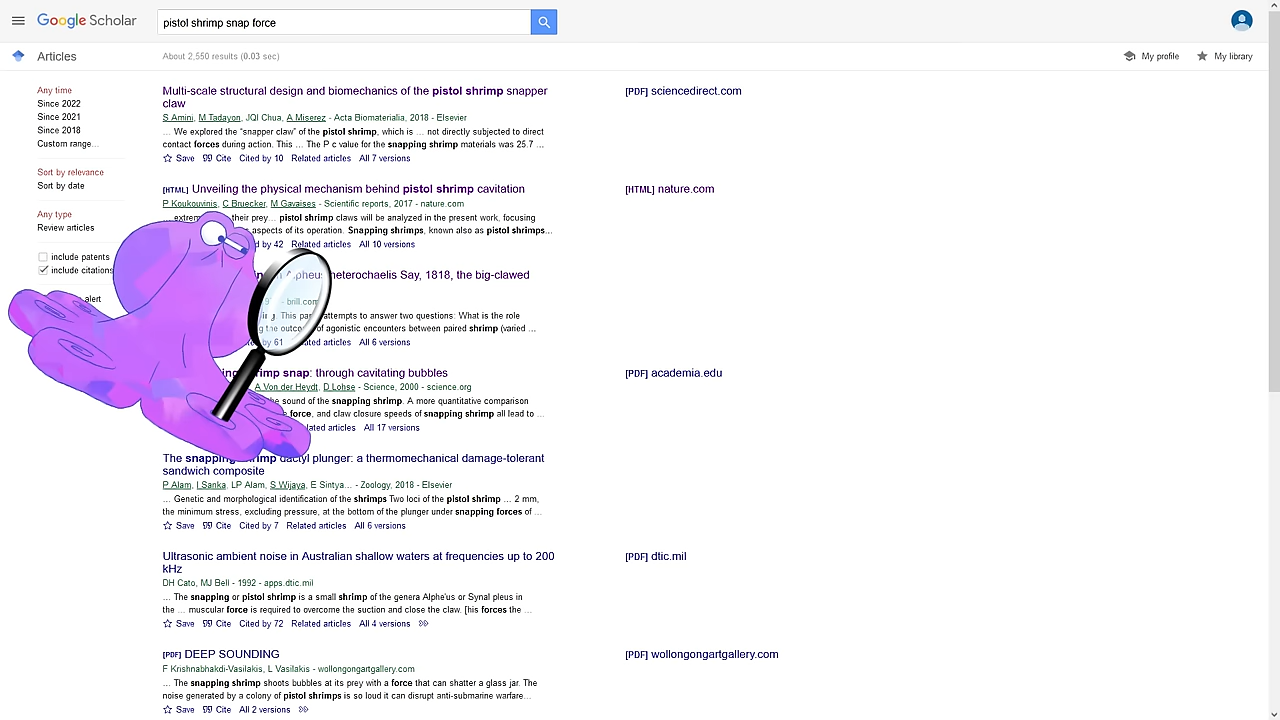 Google Scholar
pistol shrimp snap force
Articles
About 2,550 results (0.03 sec)
My profile
My library
Any time
Since 2022
Since 2021
Since 2018
Custom range...
Sort by relevance
Sort by date
Any type
Review articles
include patents
include citations
alert
Multi-scale structural design and biomechanics of the pistol shrimp snapper
claw
S Amini, M Tadayon, JQI Chua, A Miserez - Acta Biomaterialia, 2018 - Elsevier
... We explored the “snapper claw” of the pistol shrimp, which is ... not directly subjected to direct
contact forces during action. This ... The P c value for the snapping shrimp materials was 25.7 ...
Save Cite Cited by 10 Related articles All 7 versions
[PDF] sciencedirect.com
[HTML] Unveiling the physical mechanism behind pistol shrimp cavitation
P Koukouvinis, C Bruecker, M Gavaises - Scientific reports, 2017 - nature.com
their prey... pistol shrimp claws will be analyzed in the present work, focusing
aspects of its operation. Snapping shrimps, known also as pistol shrimps...
by 42 Related articles All 10 versions
[HTML] nature.com
in Alpheus heterochaelis Say, 1818, the big-clawed
- brill.com
This paper attempts to answer two questions: What is the role
of agonistic encounters between paired shrimp (varied ...
by 61 Related articles All 6 versions
shrimp snap: through cavitating bubbles
A Von der Heydt, D Lohse - Science, 2000 - science.org
sound of the snapping shrimp. A more quantitative comparison
force, and claw closure speeds of snapping shrimp all lead to ...
articles All 17 versions
[PDF] academia.edu
The snapping shrimp dactyl plunger: a thermomechanical damage-tolerant
sandwich composite
P Alam, I Sanka, LP Alam, S Wijaya, E Sintya... - Zoology, 2018 - Elsevier
... Genetic and morphological identification of the shrimps Two loci of the pistol shrimp ... 2 mm,
the minimum stress, excluding pressure, at the bottom of the plunger under snapping forces of ...
Save Cite Cited by 7 Related articles All 6 versions
Ultrasonic ambient noise in Australian shallow waters at frequencies up to 200
kHz
DH Cato, MJ Bell - 1992 - apps.dtic.mil
... The snapping or pistol shrimp is a small shrimp of the genera Alphe'us or Synal pleus in
the ... muscular force is required to overcome the suction and close the claw. [his forces the ...
Save Cite Cited by 72 Related articles All 4 versions
[PDF] dtic.mil
[PDF] DEEP SOUNDING
F Krishnabhakdi-Vasilakis, L Vasilakis - wollongongartgallery.com
... The snapping shrimp shoots bubbles at its prey with a force that can shatter a glass jar. The
noise generated by a colony of pistol shrimps is so loud it can disrupt anti-submarine warfare...
Save Cite All 2 versions
[PDF] wollongongartgallery.com